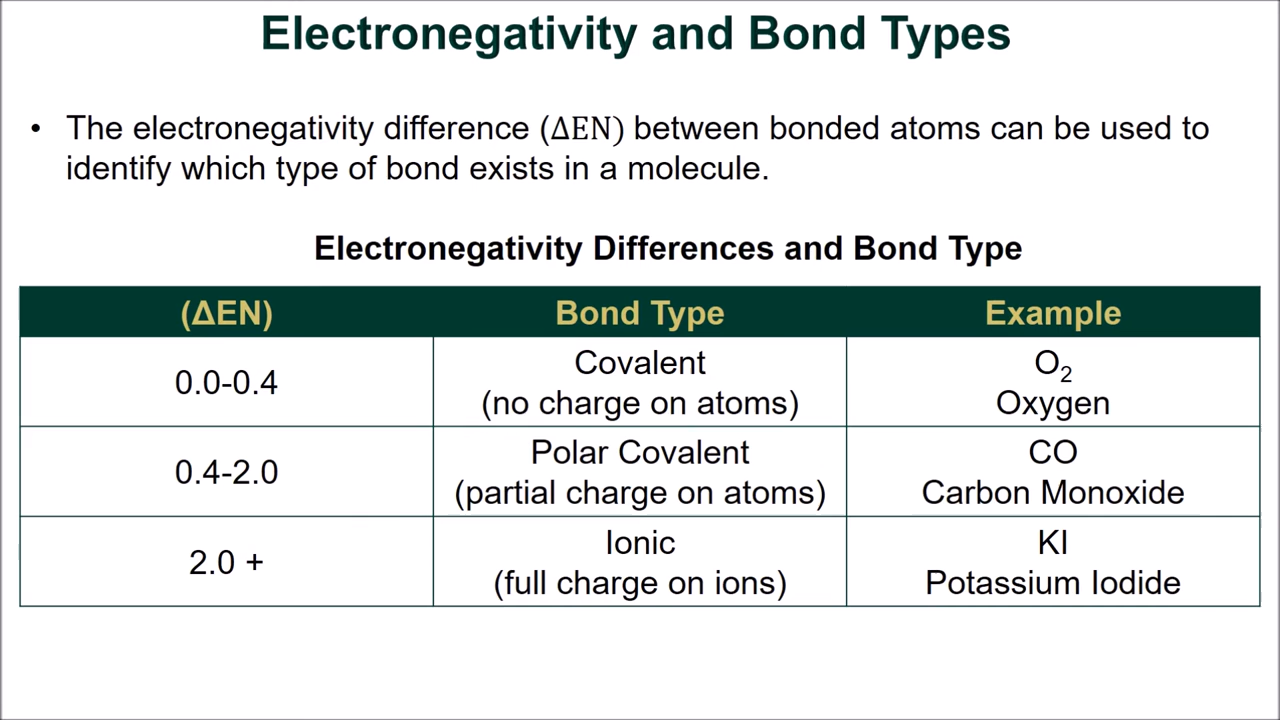 Electronegativity and Bond Types
• The electronegativity difference (ΔEN) between bonded atoms can be used to
identify which type of bond exists in a molecule.
Electronegativity Differences and Bond Type
(ΔEN) Bond Type Example
0.0-0.4
Covalent
(no charge on atoms)
O₂
Oxygen
0.4-2.0
Polar Covalent
(partial charge on atoms)
CO
Carbon Monoxide
2.0 +
Ionic
(full charge on ions)
KI
Potassium Iodide